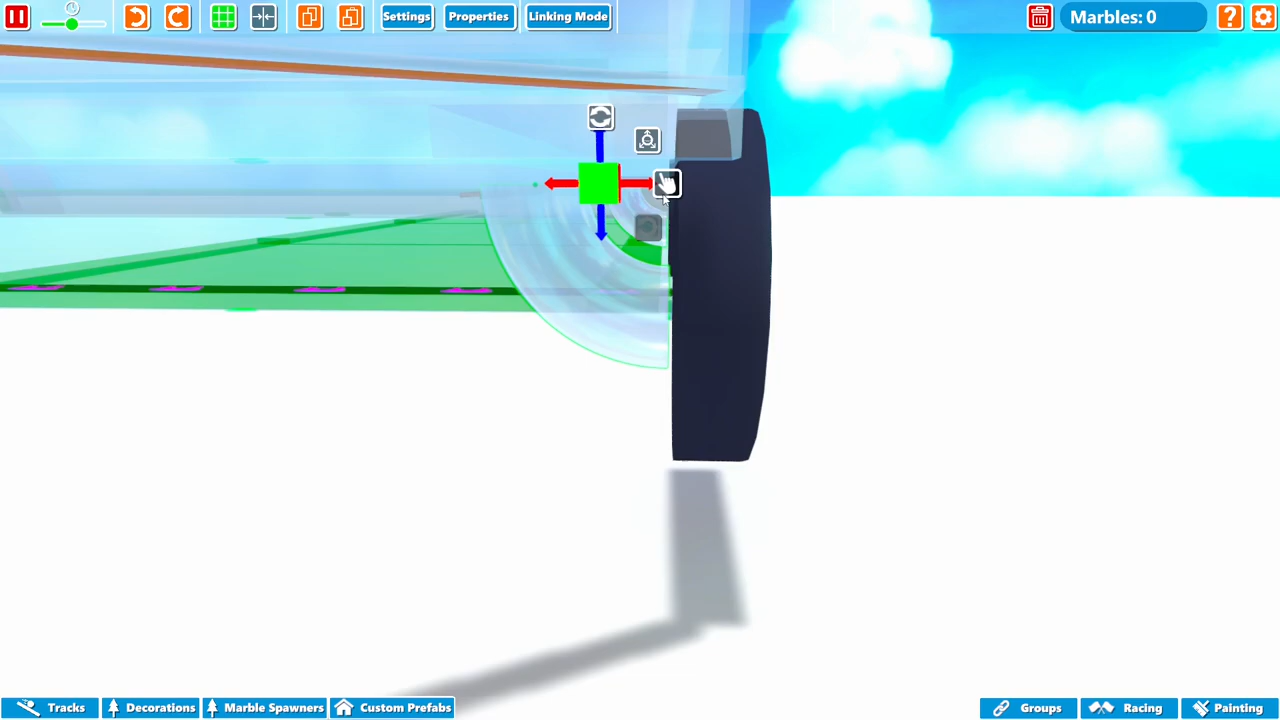 Settings
Properties
Linking Mode
Marbles: 0
?
Tracks
Decorations
Marble Spawners
Custom Prefabs
Groups
Racing
Painting